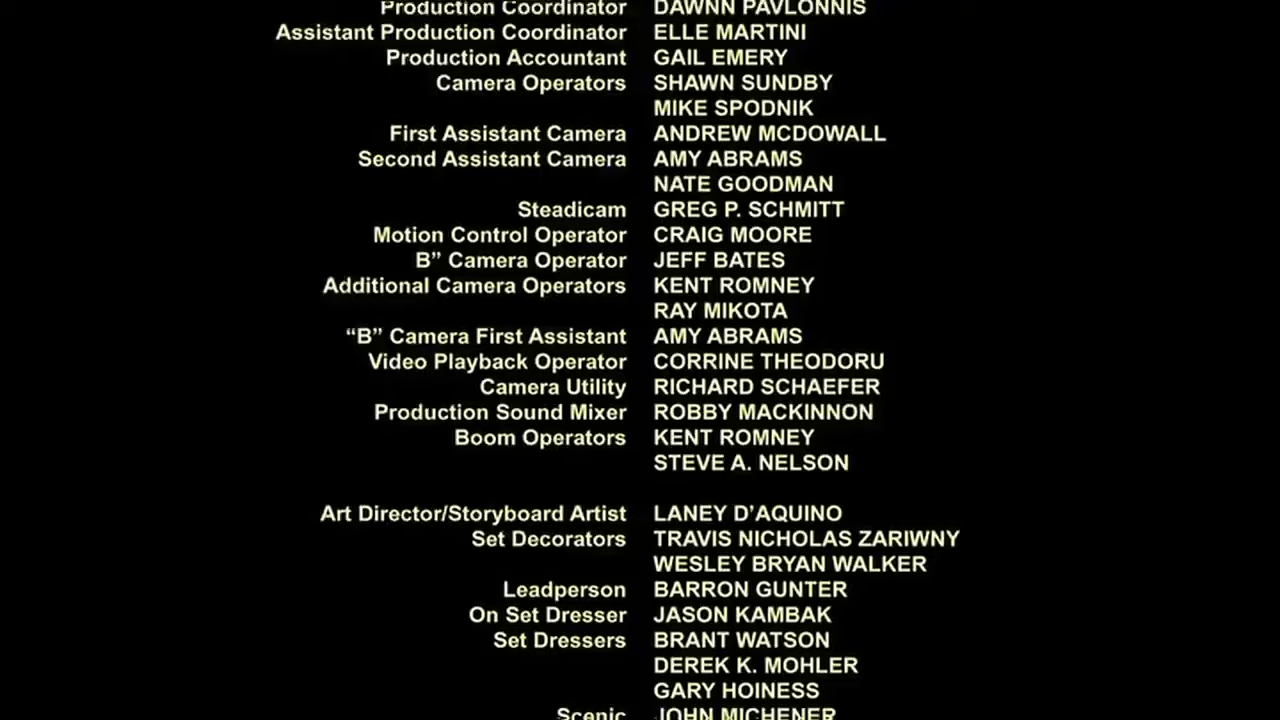 Production Coordinator DAWNN PAVLONNIS
Assistant Production Coordinator ELLE MARTINI
Production Accountant GAIL EMERY
Camera Operators SHAWN SUNDBY
MIKE SPODNIK
First Assistant Camera ANDREW MCDOWALL
Second Assistant Camera AMY ABRAMS
NATE GOODMAN
Steadicam GREG P. SCHMITT
Motion Control Operator CRAIG MOORE
B” Camera Operator JEFF BATES
Additional Camera Operators KENT ROMNEY
RAY MIKOTA
“B” Camera First Assistant AMY ABRAMS
Video Playback Operator CORRINE THEODORU
Camera Utility RICHARD SCHAEFER
Production Sound Mixer ROBBY MACKINNON
Boom Operators KENT ROMNEY
STEVE A. NELSON
Art Director/Storyboard Artist LANEY D’AQUINO
Set Decorators TRAVIS NICHOLAS ZARIWNY
WESLEY BRYAN WALKER
Leadperson BARRON GUNTER
On Set Dresser JASON KAMBAK
Set Dressers BRANT WATSON
DEREK K. MOHLER
GARY HOINESS
Scenic JOHN MICHENER